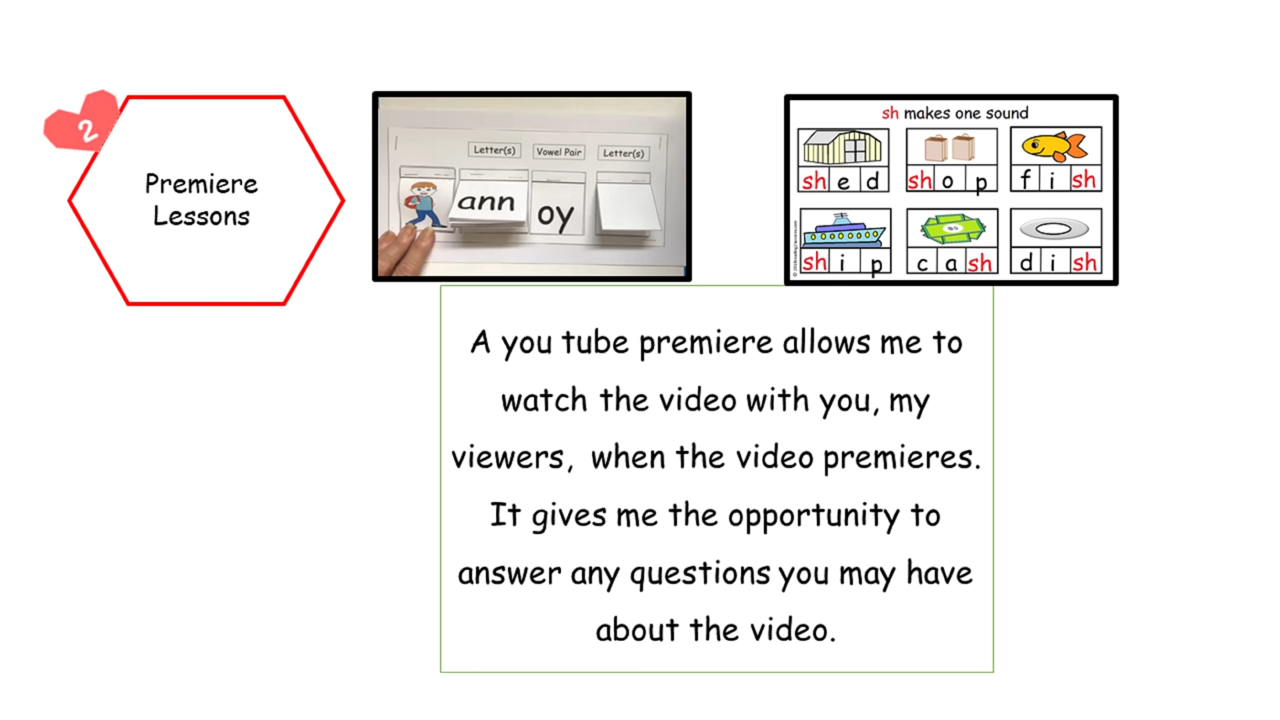 2
Premiere
Lessons
Letter(s) Vowel Pair Letter(s)
ann oy
sh makes one sound
sh e d sh o p f i sh
sh i p c a sh d i sh
A you tube premiere allows me to
watch the video with you, my
viewers, when the video premieres.
It gives me the opportunity to
answer any questions you may have
about the video.